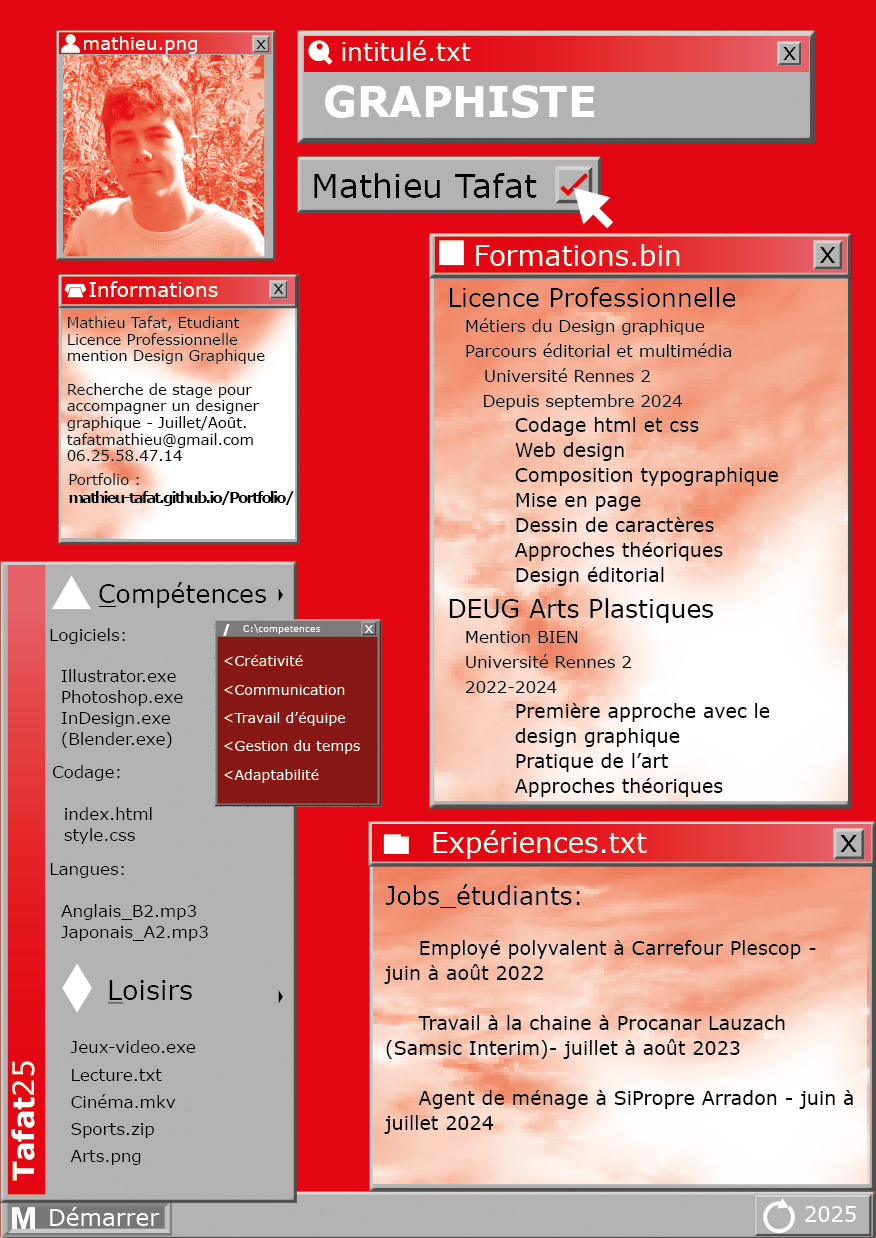 mathieu.png
X
intitulé.txt
X
GRAPHISTE
Mathieu Tafat
Informations
X
Mathieu Tafat, Etudiant
Licence Professionnelle
mention Design Graphique
Recherche de stage pour
accompagner un designer
graphique - Juillet/Août.
tafatmathieu@gmail.com
06.25.58.47.14
Portfolio :
mathieu-tafat.github.io/Portfolio/
Formations.bin
X
Licence Professionnelle
Métiers du Design graphique
Parcours éditorial et multimédia
Université Rennes 2
Depuis septembre 2024
Codage html et css
Web design
Composition typographique
Mise en page
Dessin de caractères
Approches théoriques
Design éditorial
DEUG Arts Plastiques
Mention BIEN
Université Rennes 2
2022-2024
Première approche avec le
design graphique
Pratique de l’art
Approches théoriques
Compétences
Logiciels:
Illustrator.exe
Photoshop.exe
InDesign.exe
(Blender.exe)
Codage:
index.html
style.css
Langues:
Anglais_B2.mp3
Japonais_A2.mp3
/ C:\competences
X
<Créativité
<Communication
<Travail d’équipe
<Gestion du temps
<Adaptabilité
Loisirs
Jeux-video.exe
Lecture.txt
Cinéma.mkv
Sports.zip
Arts.png
Tafat25
Expériences.txt
X
Jobs_étudiants:
Employé polyvalent à Carrefour Plescop -
juin à août 2022
Travail à la chaine à Procanar Lauzach
(Samsic Interim)- juillet à août 2023
Agent de ménage à SiPropre Arradon - juin à
juillet 2024
M Démarrer
2025